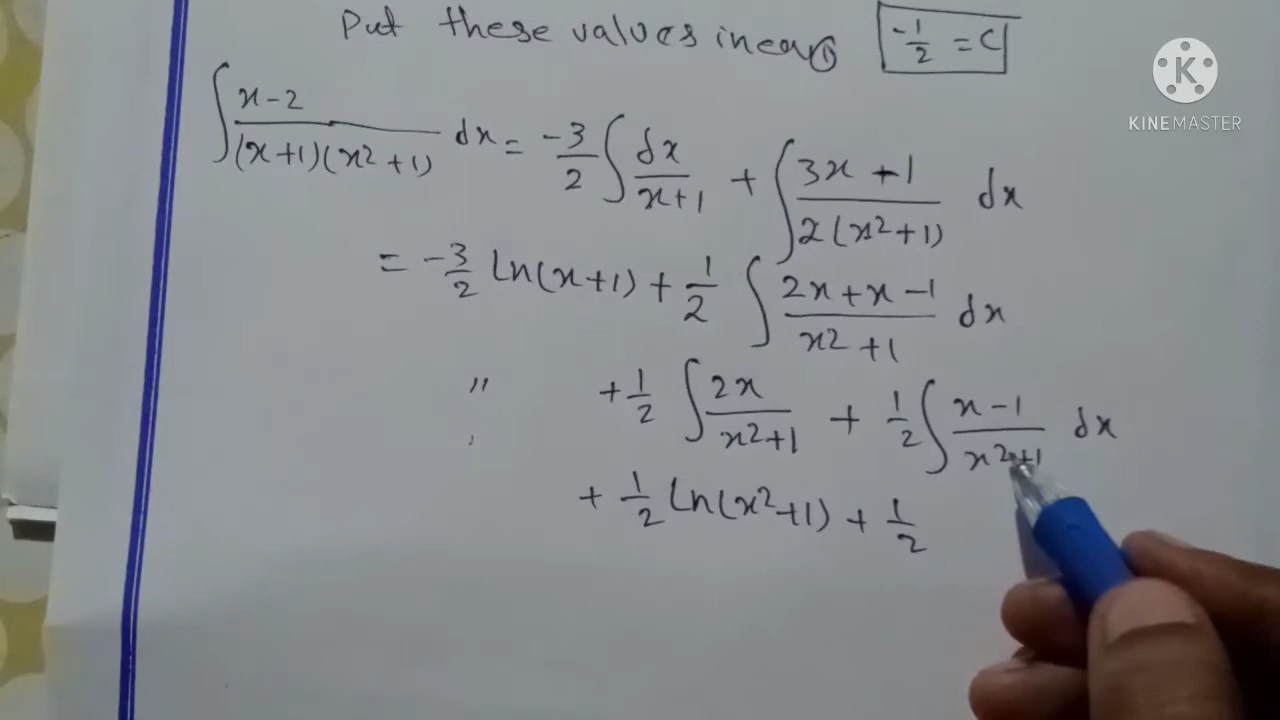 Put these values in eq ①
-1/2 = C
KINEMASTER
∫ x-2 / (x+1)(x²+1) dx = -3/2 ∫ dx / x+1 + ∫ 3x-1 / 2(x²+1) dx
= -3/2 ln(x+1) + 1/2 ∫ 2x+x-1 / x²+1 dx
" +1/2 ∫ 2x / x²+1 + 1/2 ∫ x-1 / x²+1 dx
+ 1/2 ln(x²+1) + 1/2